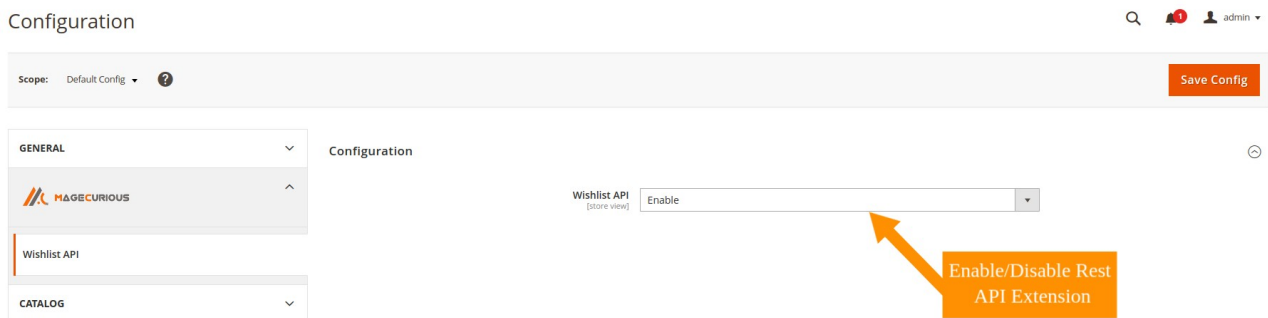 Configuration
1
admin
Scope: Default Config ?
Save Config
GENERAL
Configuration
MAGECURIOUS
Wishlist API
[store view]
Enable
Wishlist API
Enable/Disable Rest
API Extension
CATALOG